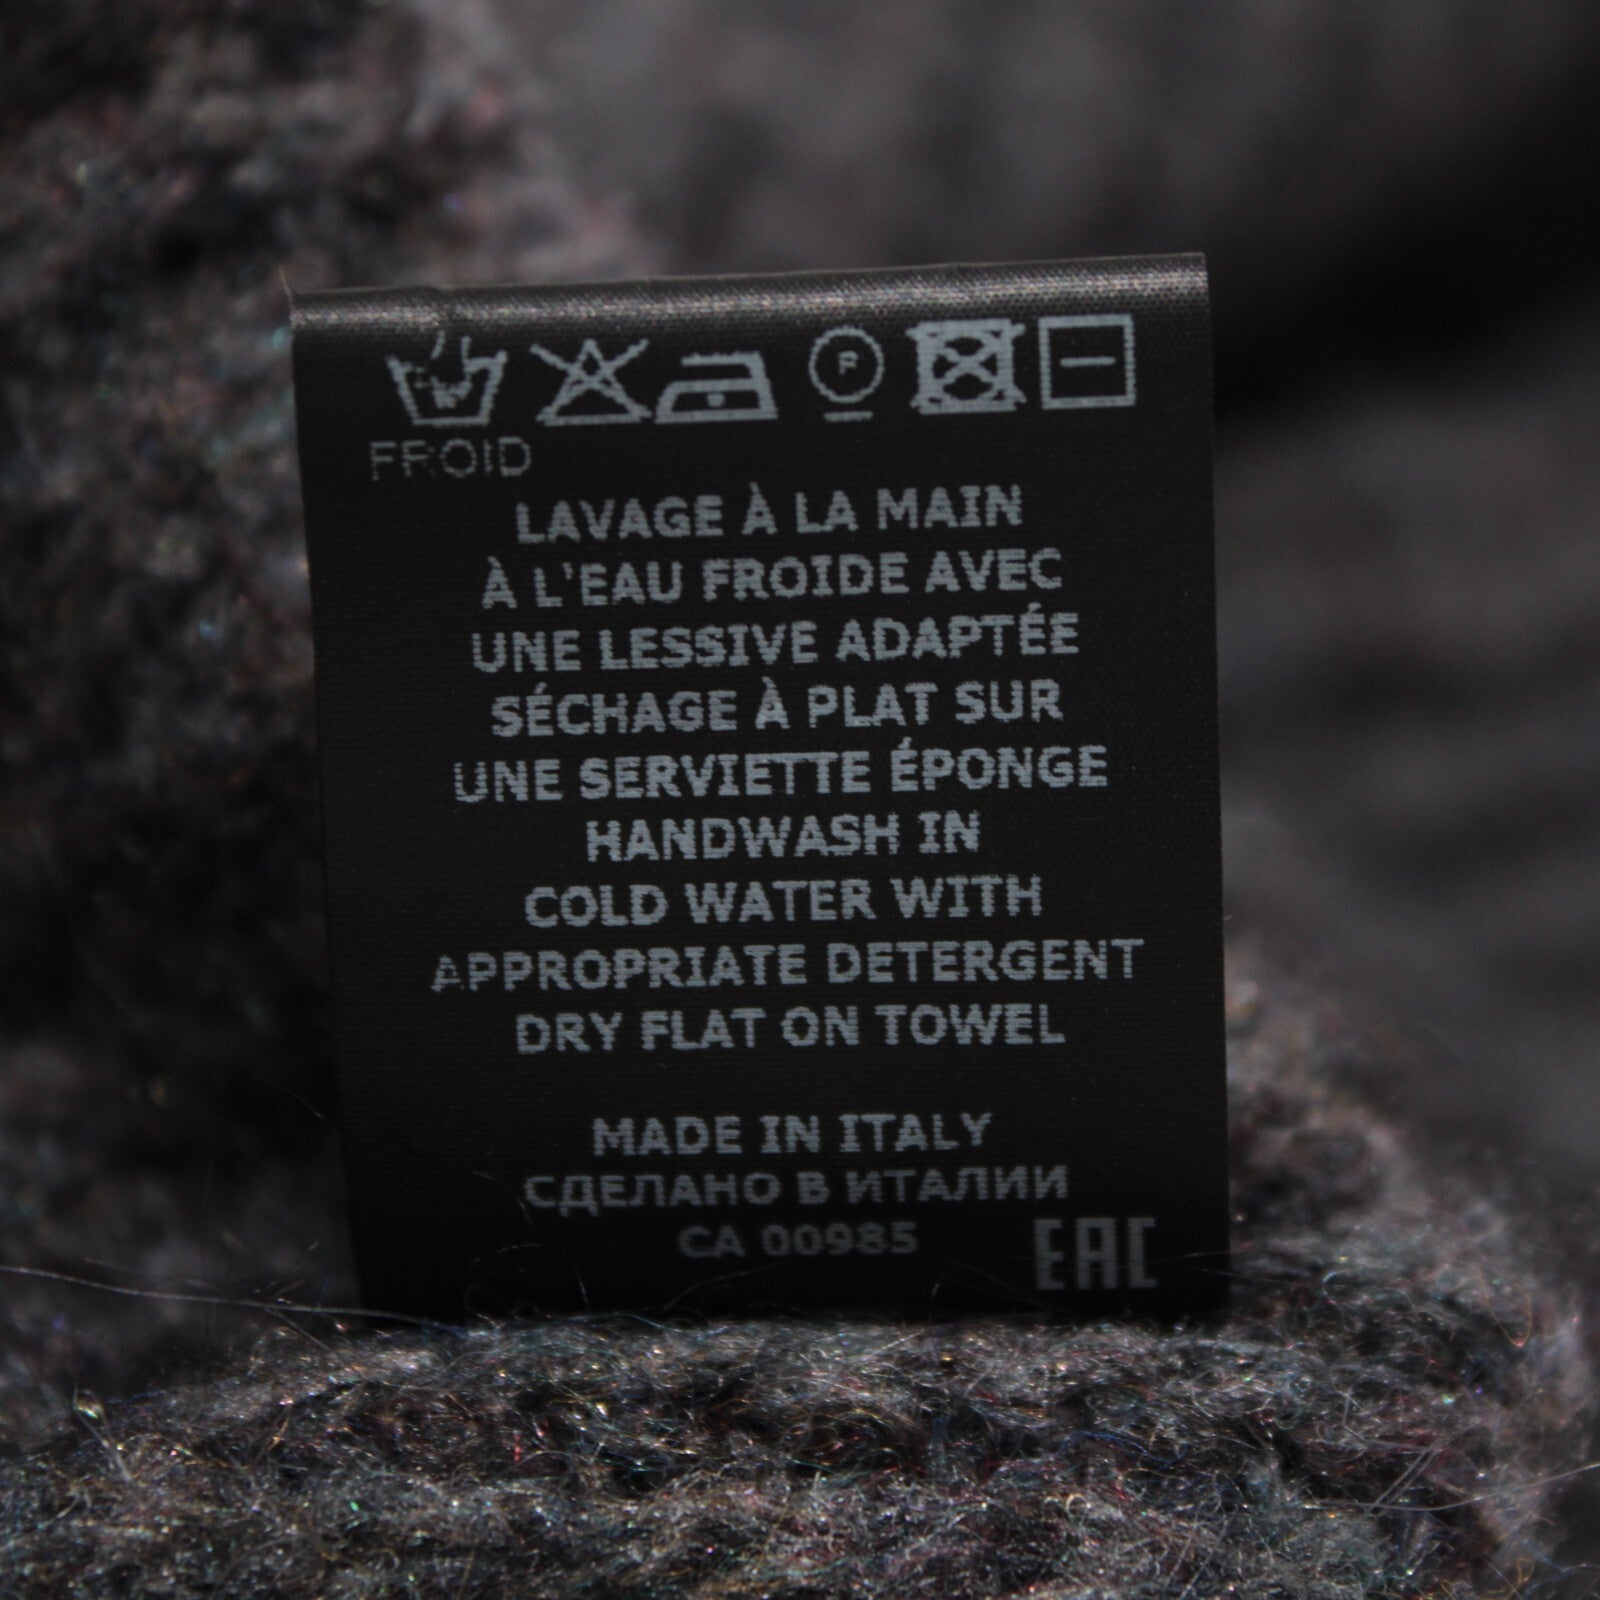 P
FROID
LAVAGE À LA MAIN
À L'EAU FROIDE AVEC
UNE LESSIVE ADAPTÉE
SÉCHAGE À PLAT SUR
UNE SERVIETTE ÉPONGE
HANDWASH IN
COLD WATER WITH
APPROPRIATE DETERGENT
DRY FLAT ON TOWEL
MADE IN ITALY
СДЕЛАНО В ИТАЛИИ
CA 00985
EAC